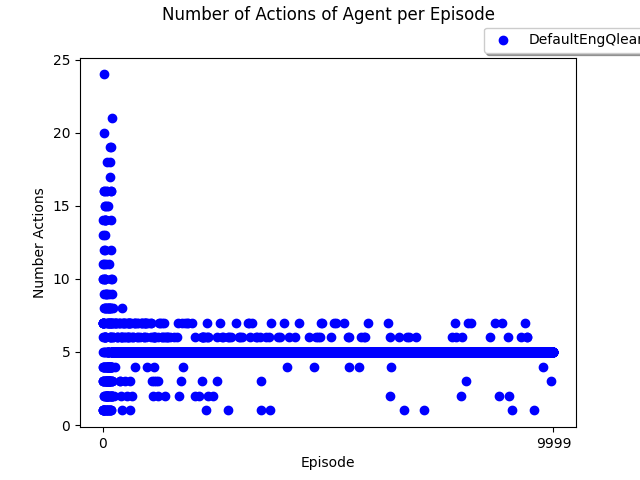 Number of Actions of Agent per Episode
DefaultEngQlear
25
20
15
10
5
0
Number Actions
0
9999
Episode